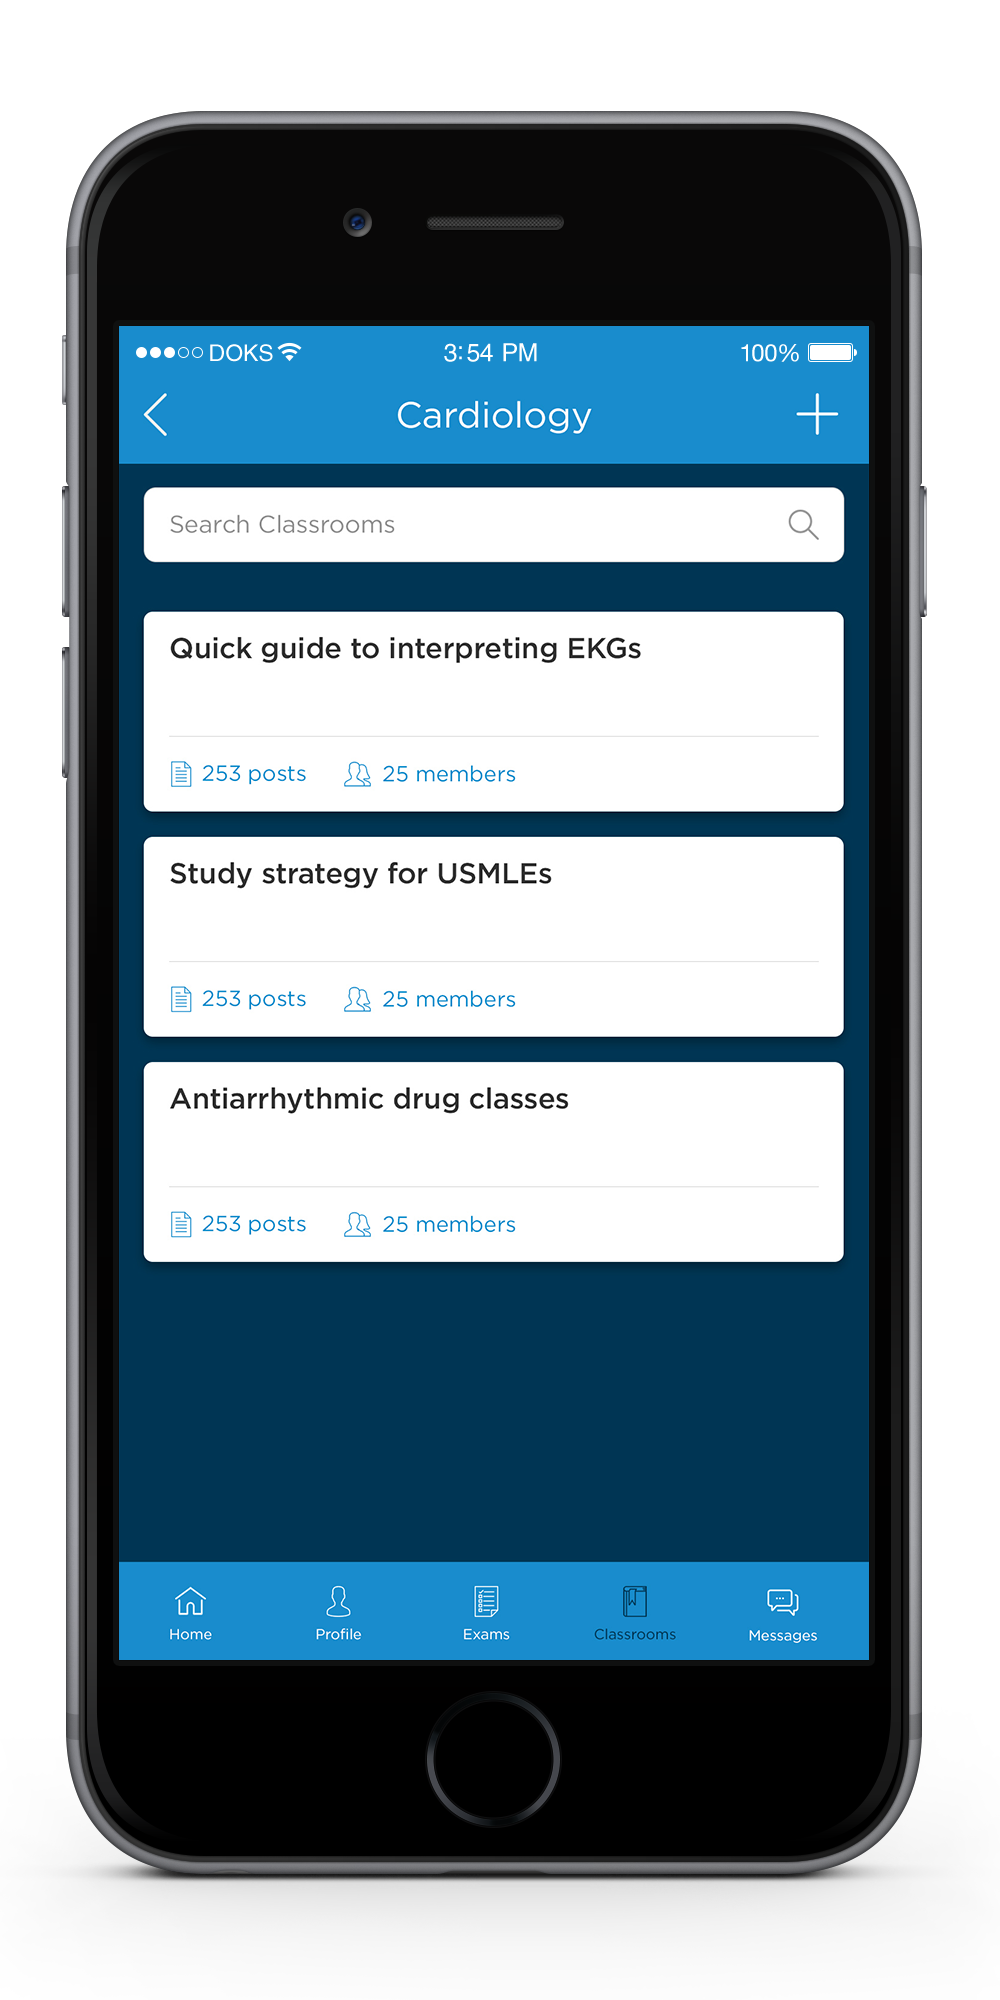 DOKS 3:54 PM 100%
Cardiology
Search Classrooms
Quick guide to interpreting EKGs
253 posts 25 members
Study strategy for USMLEs
253 posts 25 members
Antiarrhythmic drug classes
253 posts 25 members
Home Profile Exams Classrooms Messages